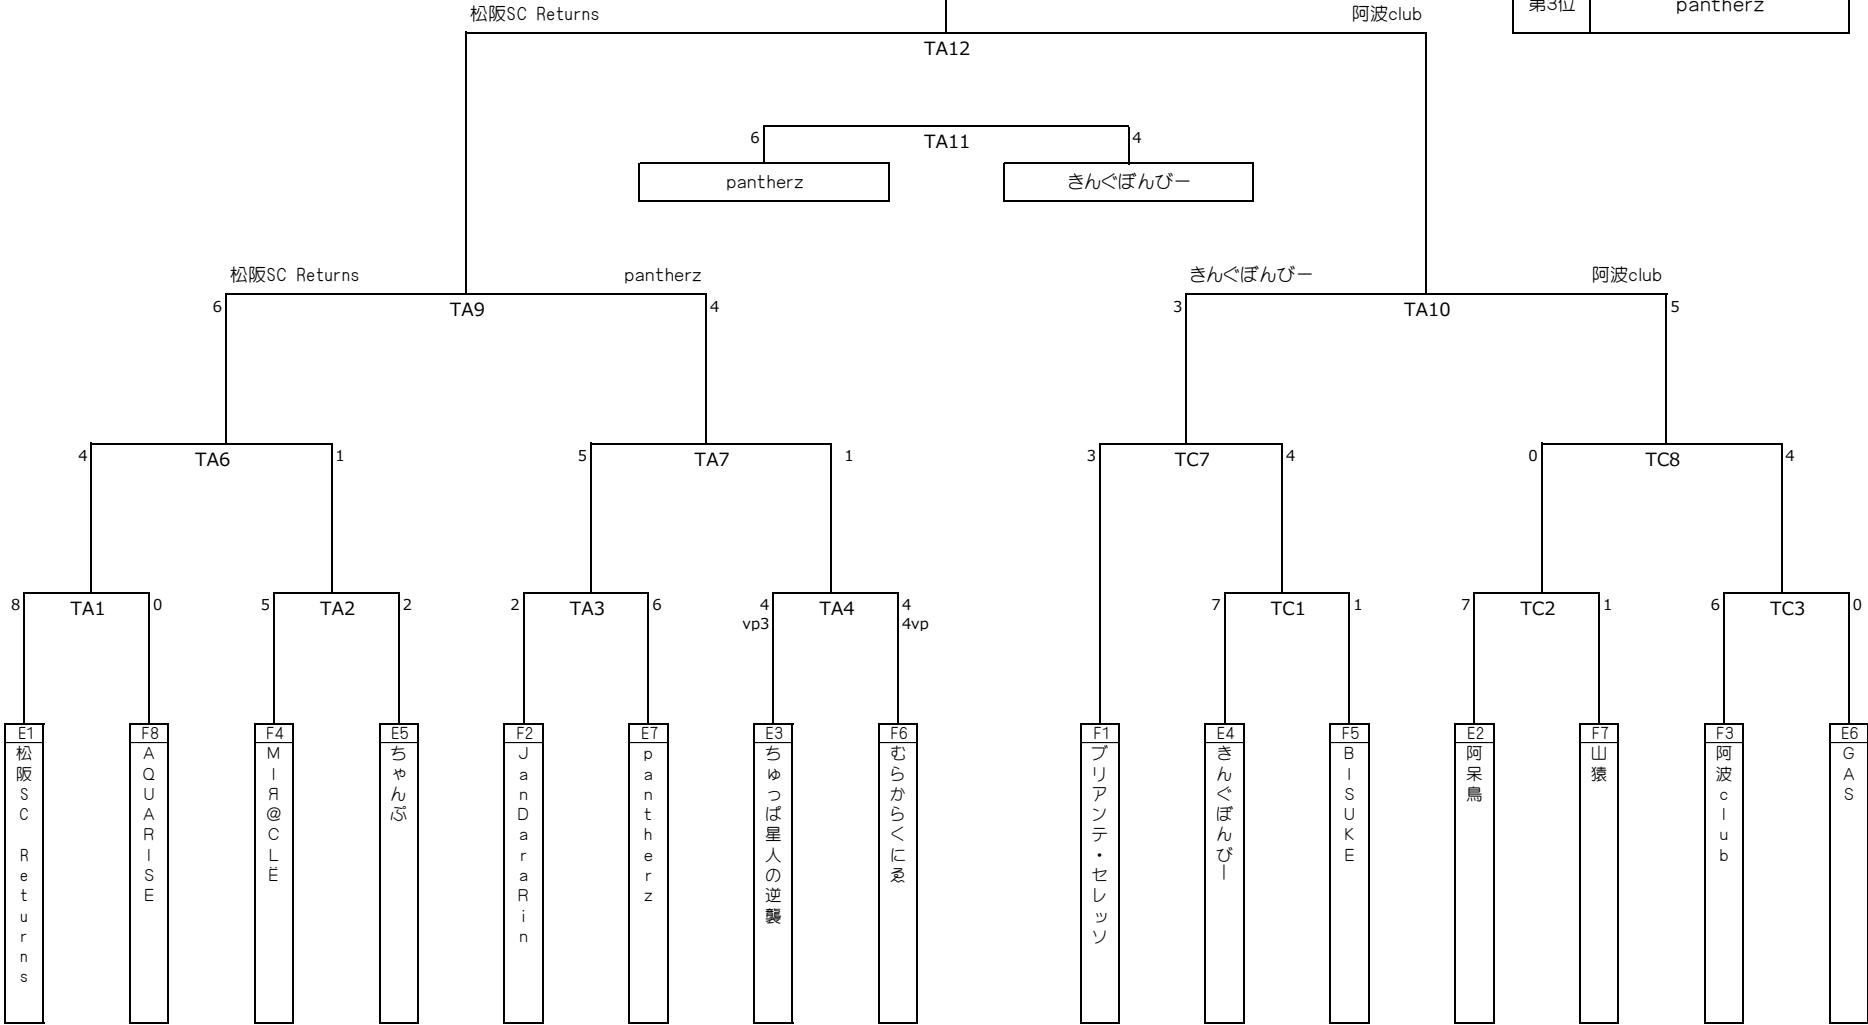 松阪SC Returns 阿波club 第3位 pantherz
TA12
6 TA11 4
pantherz きんぐぼんびー
松阪SC Returns pantherz きんぐぼんびー 阿波club
6 TA9 4 3 TA10 5
4 TA6 1 5 TA7 1 3 TC7 4 0 TC8 4
8 TA1 0 5 TA2 2 2 TA3 6 4 TA4 4 7 TC1 1 7 TC2 1 6 TC3 0
vp3 4vp
E1 F8 F4 E5 F2 E7 E3 F6 F1 E4 F5 E2 F7 F3 E6
松阪SC Returns
AQUARISE
MIЯ@CLЁ
ちゃんぷ
JanDaraRin
pantherz
ちゅっぱ星人の逆襲
むらからくにゑ
ブリアンテ・セレッソ
きんぐぼんびー
BISUKE
阿呆鳥
山猿
阿波club
GAS